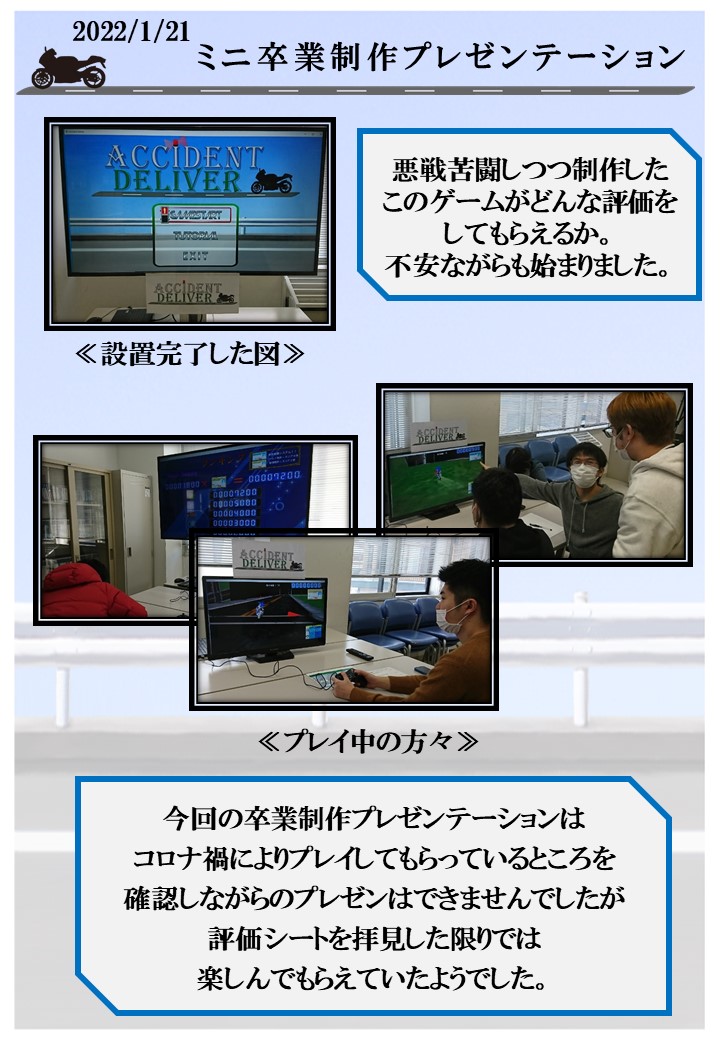 2022/1/21
ミニ卒業制作プレゼンテーション
ACCIDENT
DELIVER
GAMESTART
TUTORIAL
EXIT
ACCIDENT
DELIVER
悪戦苦闘しつつ制作した
このゲームがどんな評価を
してもらえるか。
不安ながらも始まりました。
≪設置完了した図≫
ACCIDENT
DELIVER
ACCIDENT
DELIVER
≪プレイ中の方々≫
今回の卒業制作プレゼンテーションは
コロナ禍によりプレイしてもらっているところを
確認しながらのプレゼンはできませんでしたが
評価シートを拝見した限りでは
楽しんでもらえていたようでした。